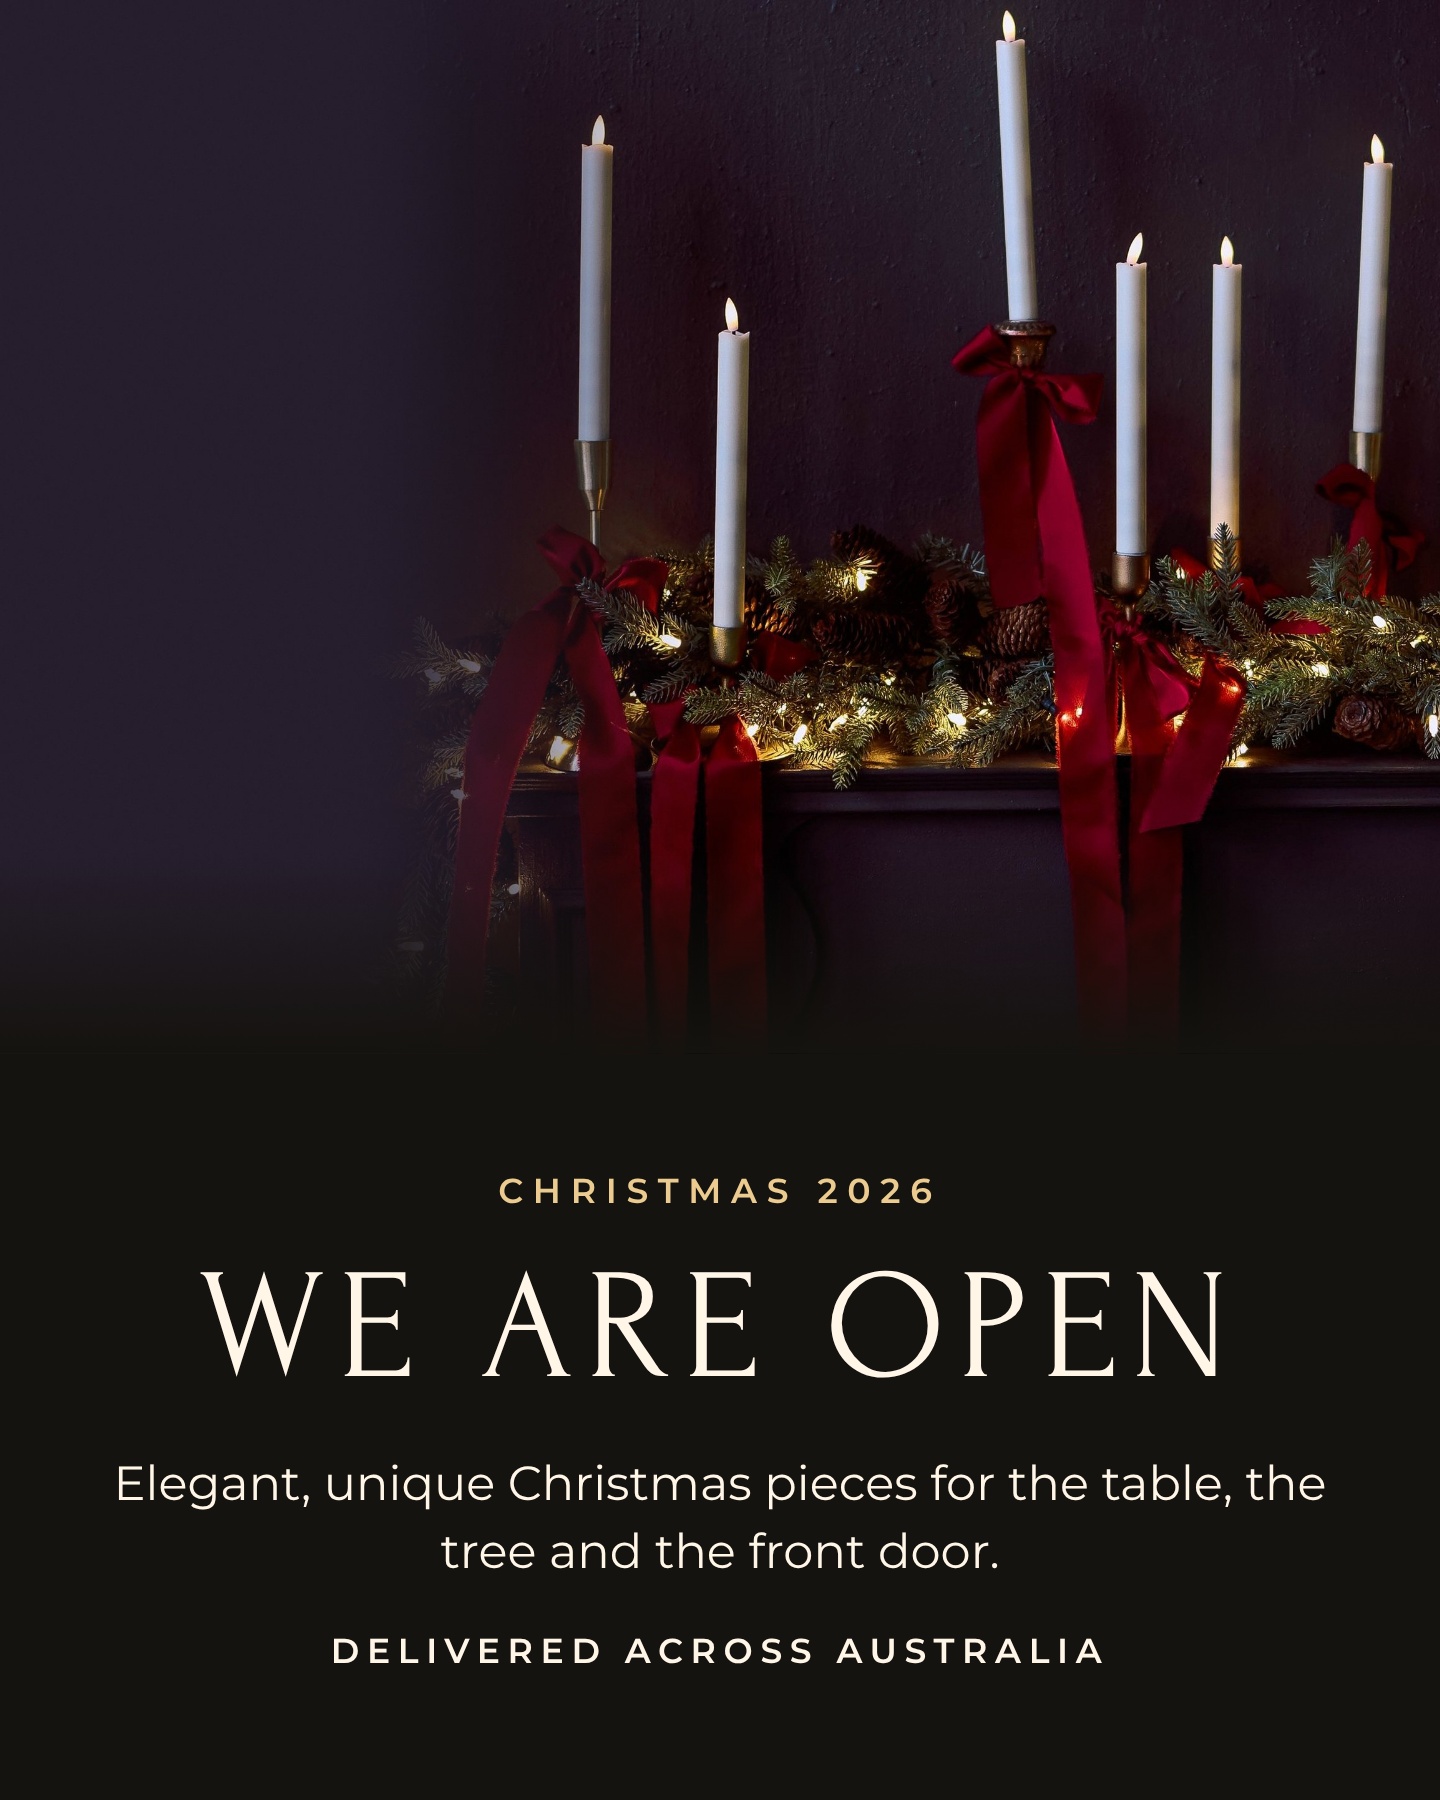 CHRISTMAS 2026
WE ARE OPEN
Elegant, unique Christmas pieces for the table, the
tree and the front door.
DELIVERED ACROSS AUSTRALIA